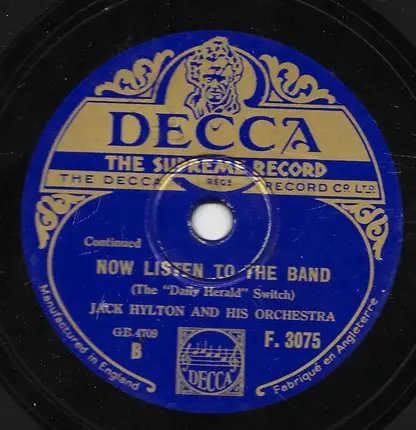 DECCA
THE SUPREME RECORD
THE DECCA RECORD CO LTD.
REGD
Continued
NOW LISTEN TO THE BAND
(The "Daily Herald" Switch)
JACK HYLTON AND HIS ORCHESTRA
GB.4709
B
F. 3075
DECCA
Manufactured in England
Fabriqué en Angleterre